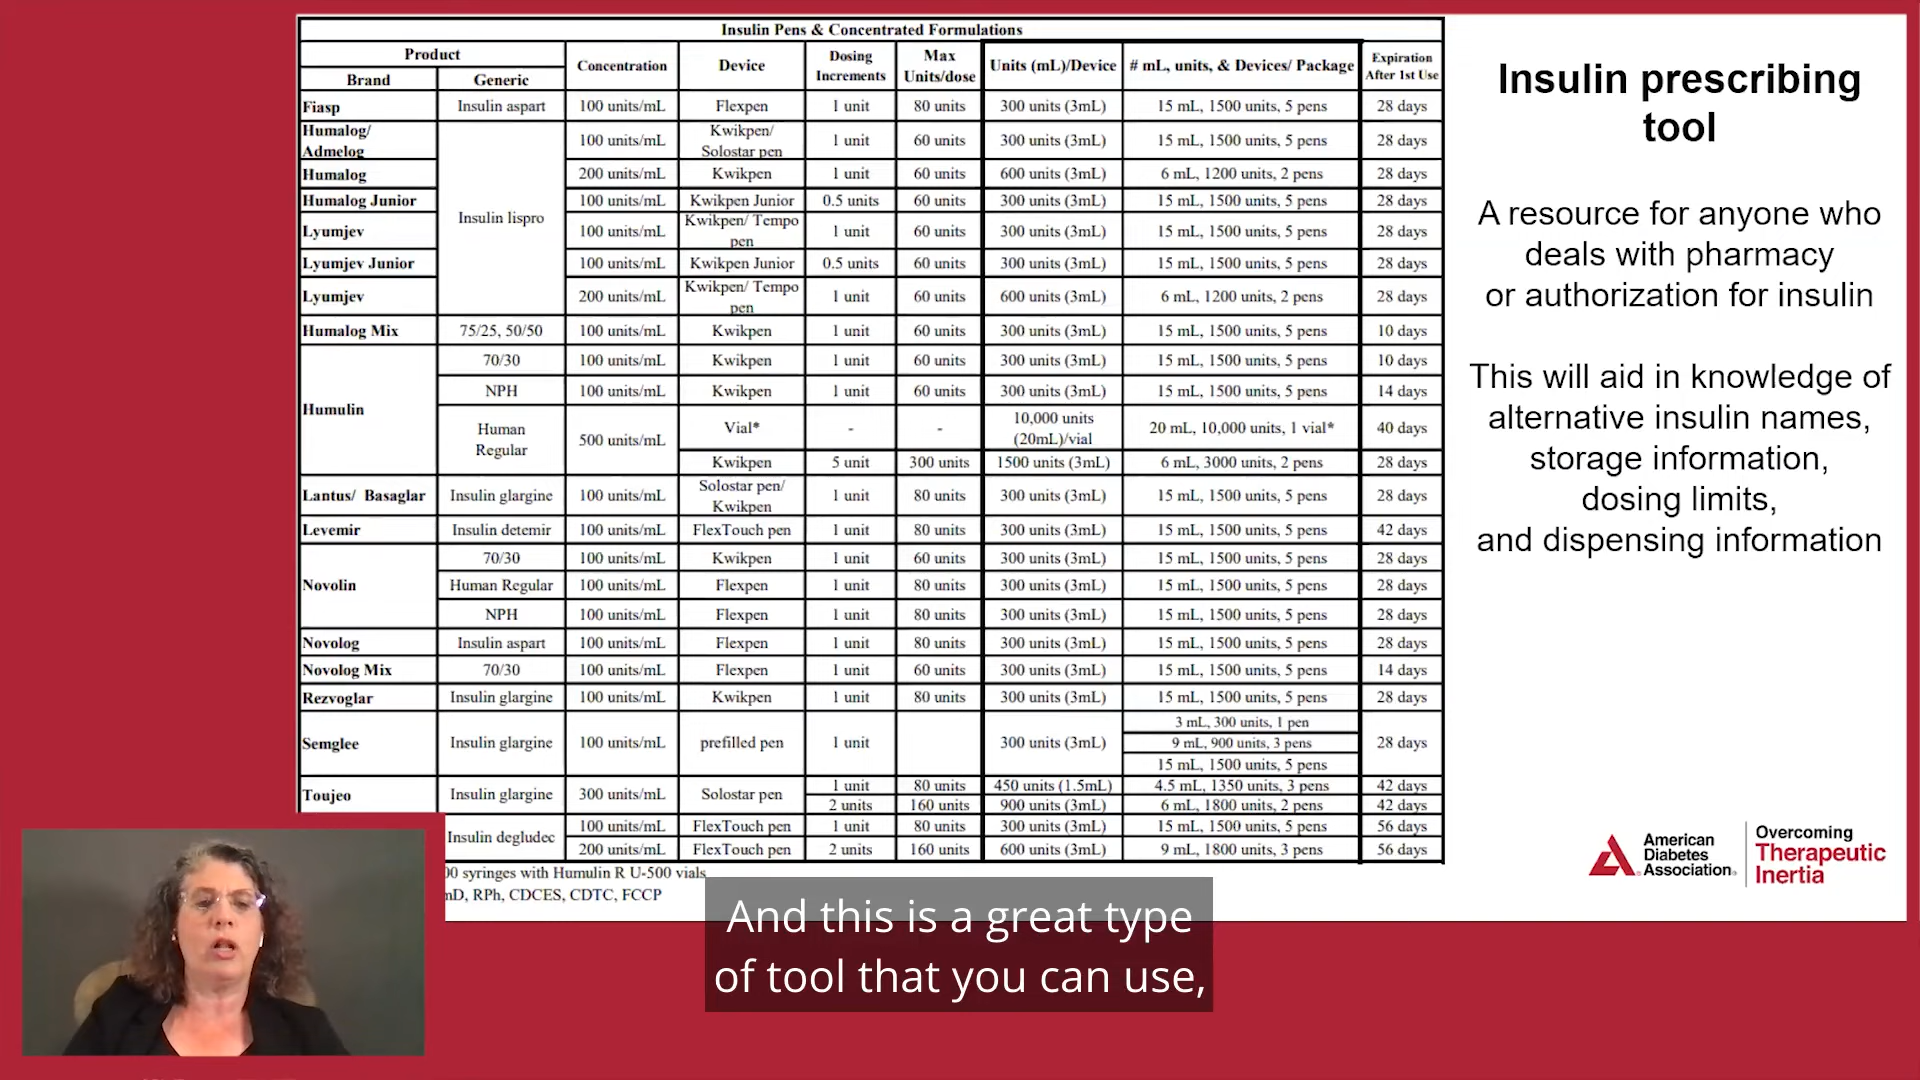 Insulin Pens & Concentrated Formulations
Product Concentration Device Dosing Increments Max Units/dose Units (mL)/Device # mL, units, & Devices/ Package Expiration After 1st Use
Brand Generic
Fiasp Insulin aspart 100 units/mL Flexpen 1 unit 80 units 300 units (3mL) 15 mL, 1500 units, 5 pens 28 days
Humalog/ Admelog Insulin lispro 100 units/mL Kwikpen/ Solostar pen 1 unit 60 units 300 units (3mL) 15 mL, 1500 units, 5 pens 28 days
Humalog 200 units/mL Kwikpen 1 unit 60 units 600 units (3mL) 6 mL, 1200 units, 2 pens 28 days
Humalog Junior 100 units/mL Kwikpen Junior 0.5 units 60 units 300 units (3mL) 15 mL, 1500 units, 5 pens 28 days
Lyumjev 100 units/mL Kwikpen/ Tempo pen 1 unit 60 units 300 units (3mL) 15 mL, 1500 units, 5 pens 28 days
Lyumjev Junior 100 units/mL Kwikpen Junior 0.5 units 60 units 300 units (3mL) 15 mL, 1500 units, 5 pens 28 days
Lyumjev 200 units/mL Kwikpen/ Tempo pen 1 unit 60 units 600 units (3mL) 6 mL, 1200 units, 2 pens 28 days
Humalog Mix 75/25, 50/50 100 units/mL Kwikpen 1 unit 60 units 300 units (3mL) 15 mL, 1500 units, 5 pens 10 days
Humulin 70/30 100 units/mL Kwikpen 1 unit 60 units 300 units (3mL) 15 mL, 1500 units, 5 pens 10 days
NPH 100 units/mL Kwikpen 1 unit 60 units 300 units (3mL) 15 mL, 1500 units, 5 pens 14 days
Human Regular 500 units/mL Vial* - - 10,000 units (20mL)/vial 20 mL, 10,000 units, 1 vial* 40 days
Kwikpen 5 unit 300 units 1500 units (3mL) 6 mL, 3000 units, 2 pens 28 days
Lantus/ Basaglar Insulin glargine 100 units/mL Solostar pen/ Kwikpen 1 unit 80 units 300 units (3mL) 15 mL, 1500 units, 5 pens 28 days
Levemir Insulin detemir 100 units/mL FlexTouch pen 1 unit 80 units 300 units (3mL) 15 mL, 1500 units, 5 pens 42 days
Novolin 70/30 100 units/mL Kwikpen 1 unit 60 units 300 units (3mL) 15 mL, 1500 units, 5 pens 28 days
Human Regular 100 units/mL Flexpen 1 unit 80 units 300 units (3mL) 15 mL, 1500 units, 5 pens 28 days
NPH 100 units/mL Flexpen 1 unit 80 units 300 units (3mL) 15 mL, 1500 units, 5 pens 28 days
Novolog Insulin aspart 100 units/mL Flexpen 1 unit 80 units 300 units (3mL) 15 mL, 1500 units, 5 pens 28 days
Novolog Mix 70/30 100 units/mL Flexpen 1 unit 60 units 300 units (3mL) 15 mL, 1500 units, 5 pens 14 days
Rezvoglar Insulin glargine 100 units/mL Kwikpen 1 unit 80 units 300 units (3mL) 15 mL, 1500 units, 5 pens 28 days
Semglee Insulin glargine 100 units/mL prefilled pen 1 unit 300 units (3mL) 3 mL, 300 units, 1 pen 28 days
9 mL, 900 units, 3 pens
15 mL, 1500 units, 5 pens
Toujeo Insulin glargine 300 units/mL Solostar pen 1 unit 80 units 450 units (1.5mL) 4.5 mL, 1350 units, 3 pens 42 days
2 units 160 units 900 units (3mL) 6 mL, 1800 units, 2 pens 42 days
Insulin degludec 100 units/mL FlexTouch pen 1 unit 80 units 300 units (3mL) 15 mL, 1500 units, 5 pens 56 days
200 units/mL FlexTouch pen 2 units 160 units 600 units (3mL) 9 mL, 1800 units, 3 pens 56 days
syringes with Humulin R U-500 vials
RPh, CDCES, CDTC, FCCP
Insulin prescribing
tool
A resource for anyone who
deals with pharmacy
or authorization for insulin
This will aid in knowledge of
alternative insulin names,
storage information,
dosing limits,
and dispensing information
American
Diabetes
Association.
Overcoming
Therapeutic
Inertia
And this is a great type
of tool that you can use,